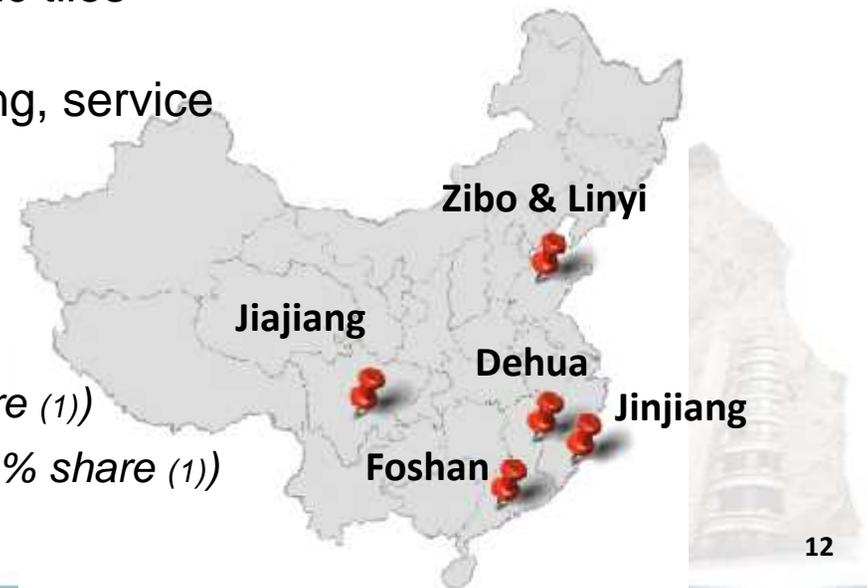 ng, service
Zibo & Linyi
Jiajiang
Dehua
Jinjiang
re (1))
Foshan
% share (1))
12